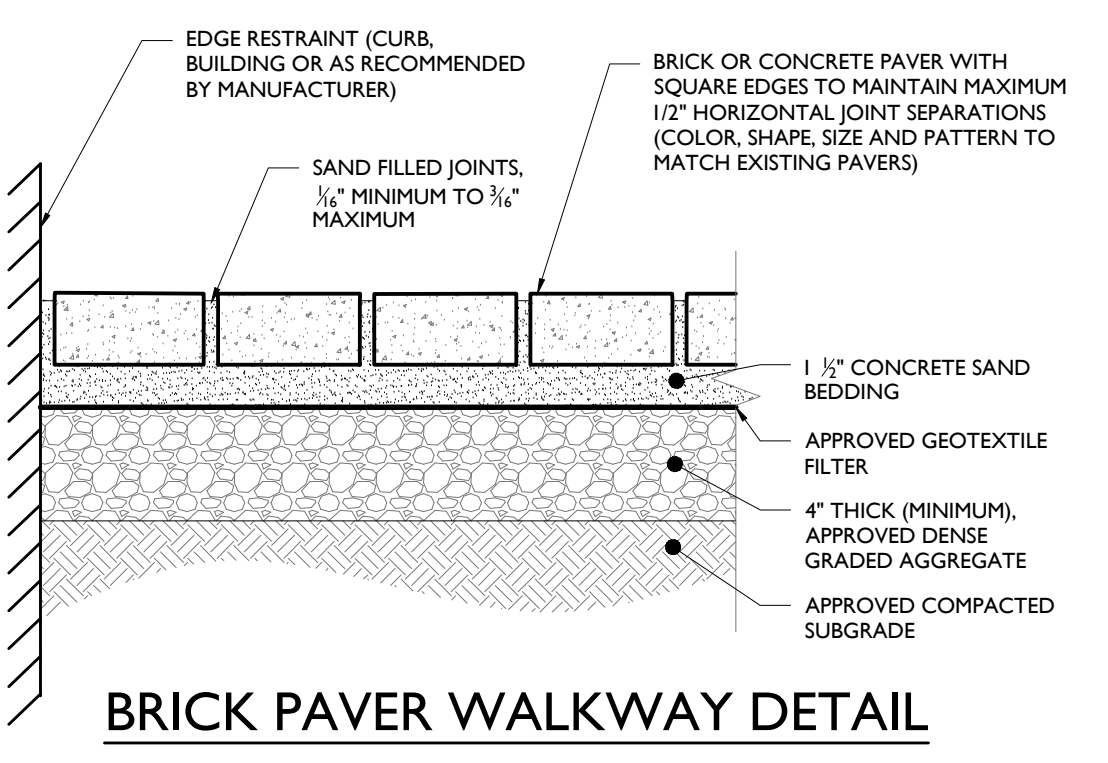 EDGE RESTRAINT (CURB,
BUILDING OR AS RECOMMENDED
BY MANUFACTURER)
BRICK OR CONCRETE PAVER WITH
SQUARE EDGES TO MAINTAIN MAXIMUM
1/2" HORIZONTAL JOINT SEPARATIONS
(COLOR, SHAPE, SIZE AND PATTERN TO
MATCH EXISTING PAVERS)
SAND FILLED JOINTS,
1/16" MINIMUM TO 3/16"
MAXIMUM
1 1/2" CONCRETE SAND
BEDDING
APPROVED GEOTEXTILE
FILTER
4" THICK (MINIMUM),
APPROVED DENSE
GRADED AGGREGATE
APPROVED COMPACTED
SUBGRADE
BRICK PAVER WALKWAY DETAIL